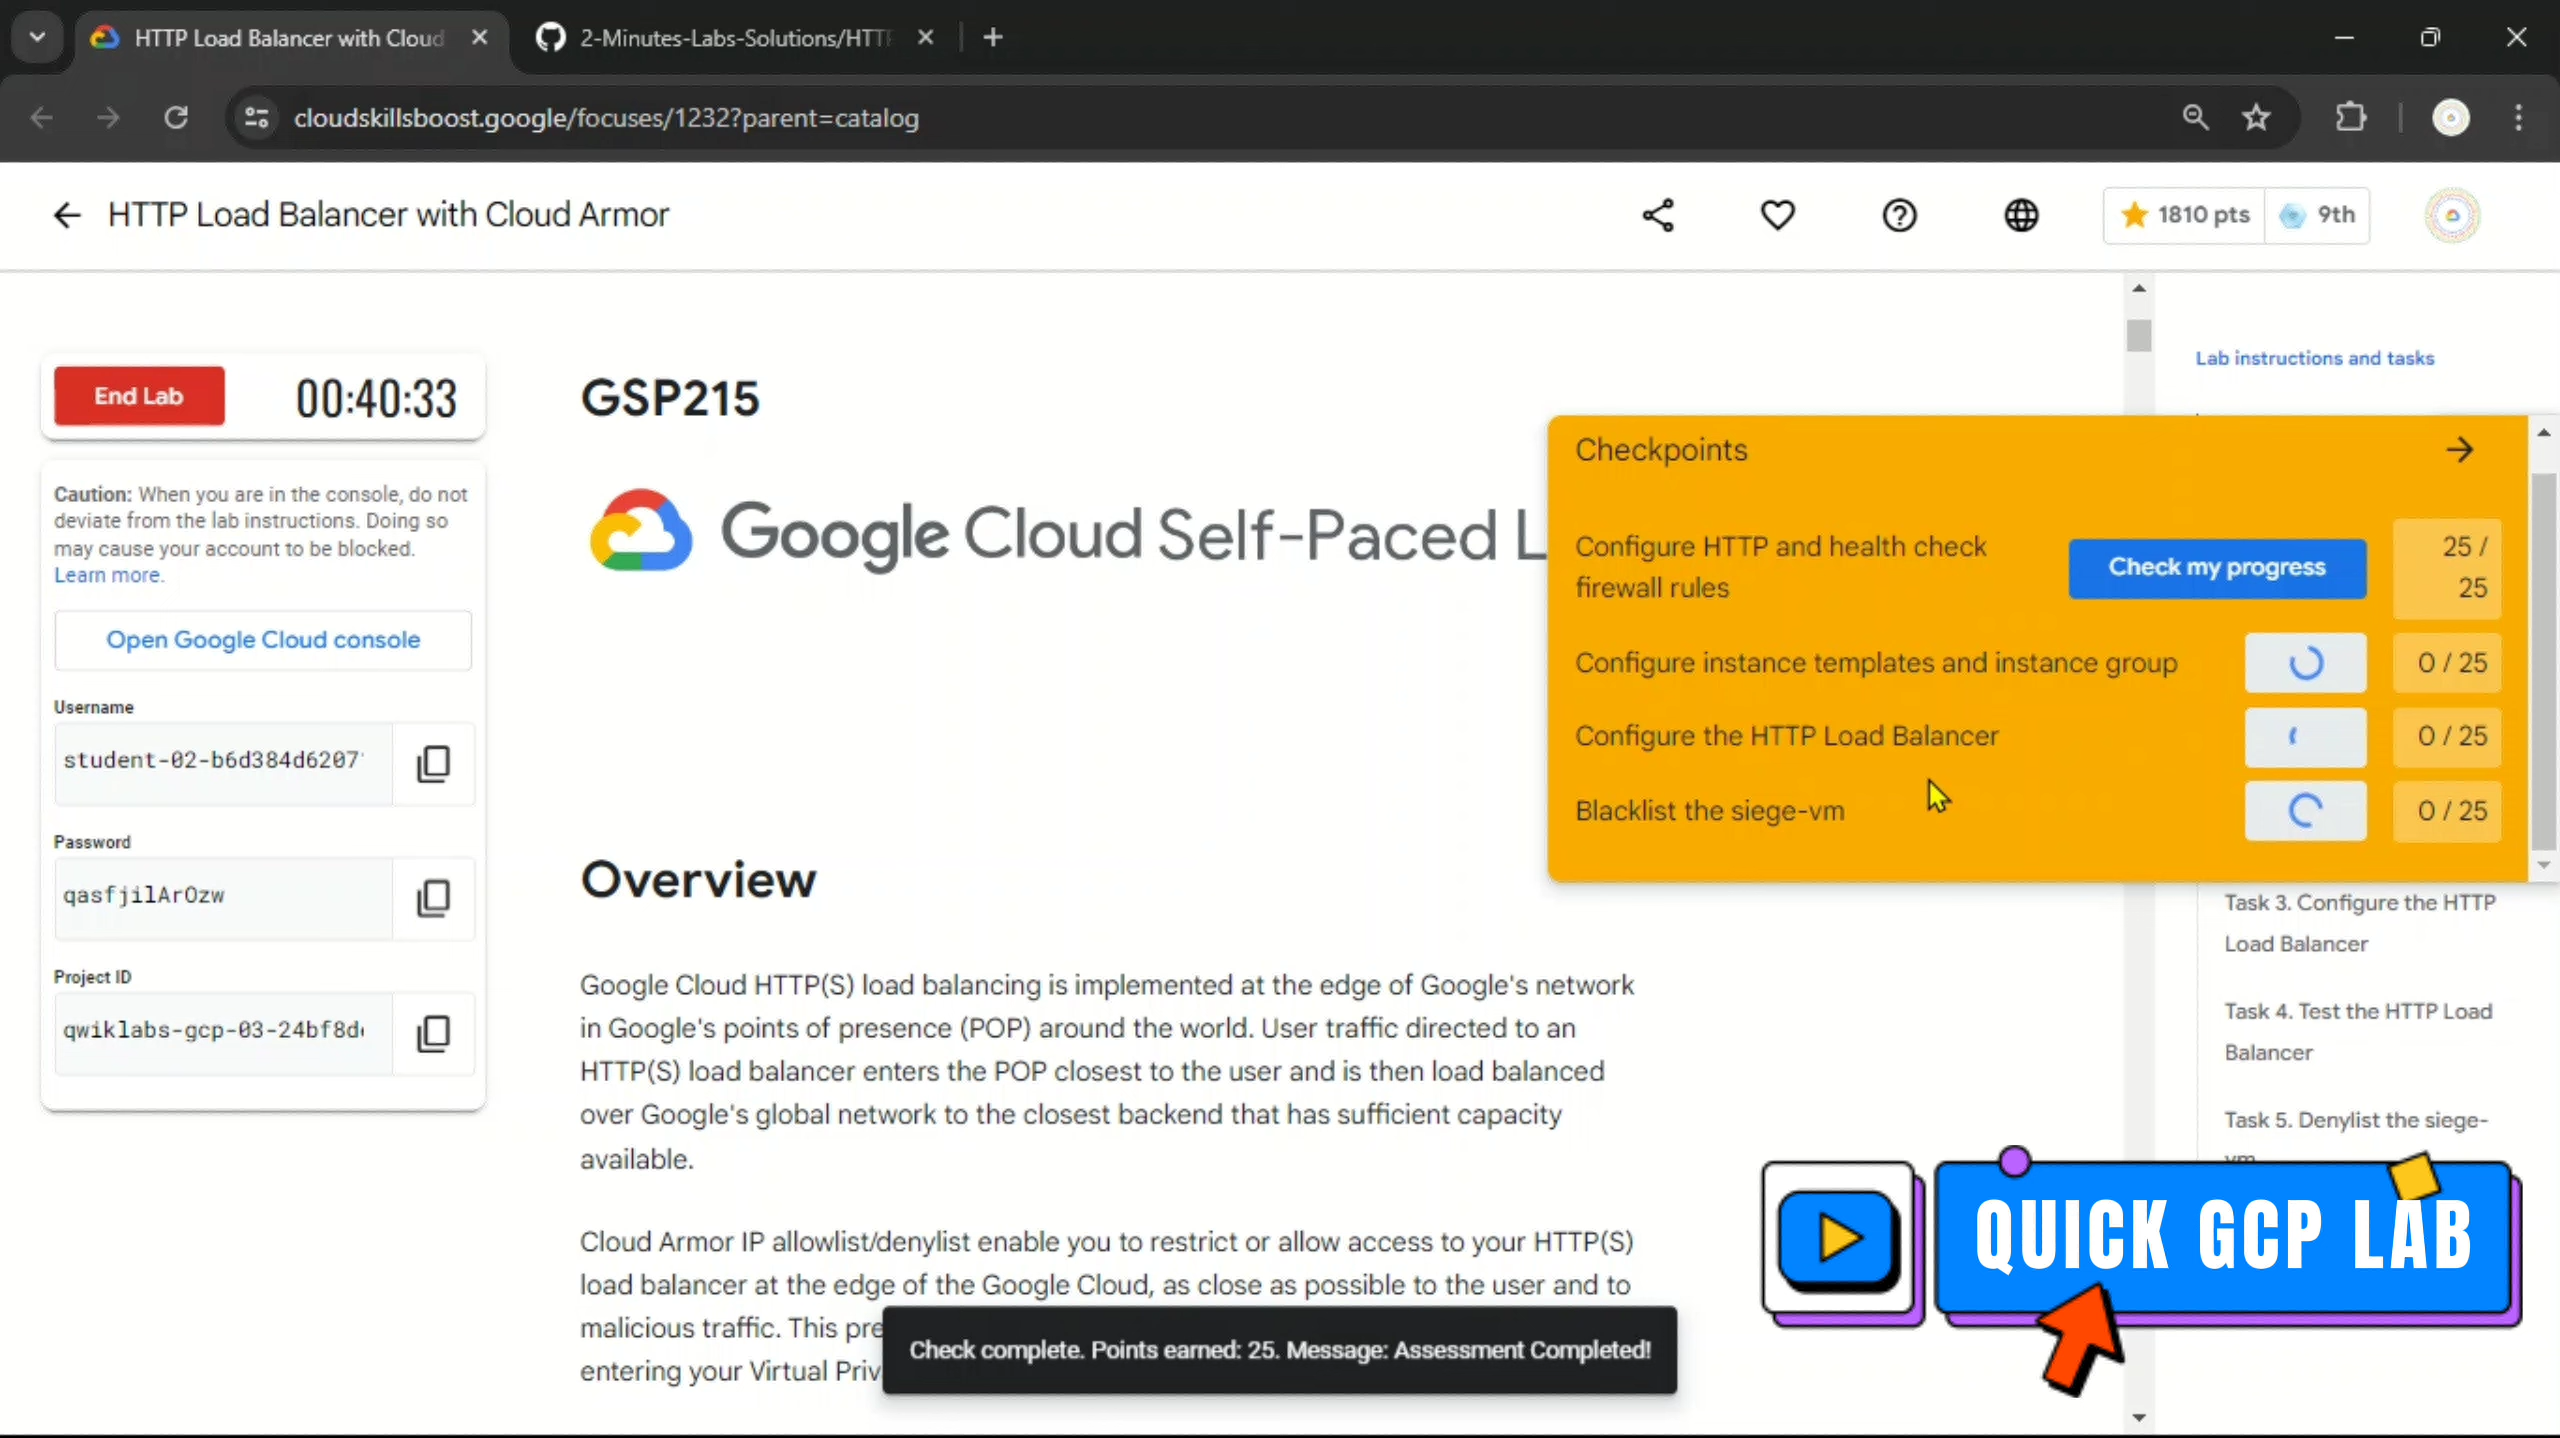 HTTP Load Balancer with Cloud
2-Minutes-Labs-Solutions/HTTP
cloudskillsboost.google/focuses/1232?parent=catalog
HTTP Load Balancer with Cloud Armor
1810 pts
9th
End Lab
00:40:33
Caution: When you are in the console, do not
deviate from the lab instructions. Doing so
may cause your account to be blocked.
Learn more.
Open Google Cloud console
Username
student-02-b6d384d6207
Password
qasfjilArOzw
Project ID
qwiklabs-gcp-03-24bf8d
GSP215
Google Cloud Self-Paced L
Overview
Google Cloud HTTP(S) load balancing is implemented at the edge of Google's network
in Google's points of presence (POP) around the world. User traffic directed to an
HTTP(S) load balancer enters the POP closest to the user and is then load balanced
over Google's global network to the closest backend that has sufficient capacity
available.
Cloud Armor IP allowlist/denylist enable you to restrict or allow access to your HTTP(S)
load balancer at the edge of the Google Cloud, as close as possible to the user and to
malicious traffic. This pre
entering your Virtual Priv
Check complete. Points earned: 25. Message: Assessment Completed!
Lab instructions and tasks
Checkpoints
Configure HTTP and health check
firewall rules
Check my progress
25 /
25
Configure instance templates and instance group
0 / 25
Configure the HTTP Load Balancer
0 / 25
Blacklist the siege-vm
0 / 25
Task 3. Configure the HTTP
Load Balancer
Task 4. Test the HTTP Load
Balancer
Task 5. Denylist the siege-
vm
QUICK GCP LAB